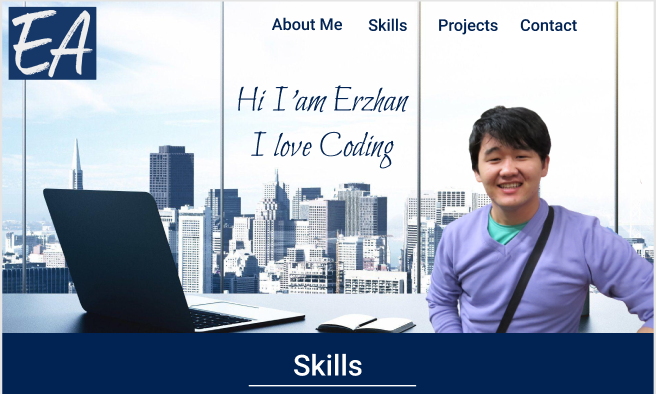 EA
About Me Skills Projects Contact
Hi I'am Erzhan
I love Coding
Skills